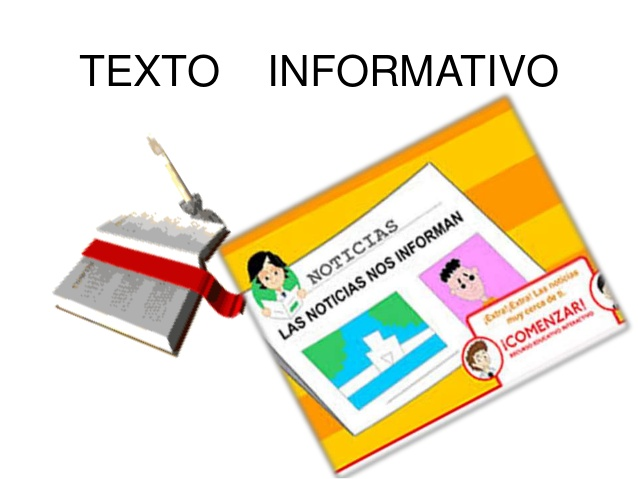 TEXTO INFORMATIVO
NOTICIAS
LAS NOTICIAS NOS INFORMAN
¡Extra! ¡Extra! Las noticias
muy cerca de ti.
¡COMENZAR!
RECURSO EDUCATIVO INTERACTIVO